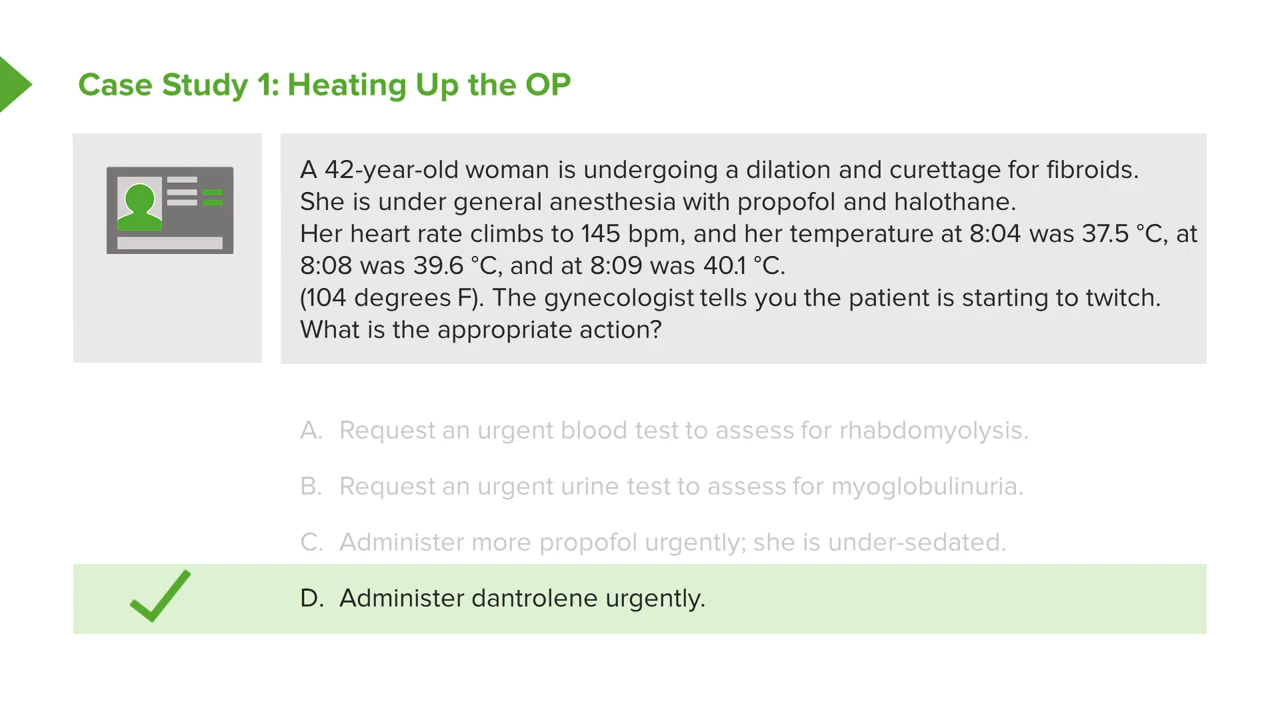 Case Study 1: Heating Up the OP
A 42-year-old woman is undergoing a dilation and curettage for fibroids.
She is under general anesthesia with propofol and halothane.
Her heart rate climbs to 145 bpm, and her temperature at 8:04 was 37.5 °C, at
8:08 was 39.6 °C, and at 8:09 was 40.1 °C.
(104 degrees F). The gynecologist tells you the patient is starting to twitch.
What is the appropriate action?
A. Request an urgent blood test to assess for rhabdomyolysis.
B. Request an urgent urine test to assess for myoglobulinuria.
C. Administer more propofol urgently; she is under-sedated.
D. Administer dantrolene urgently.